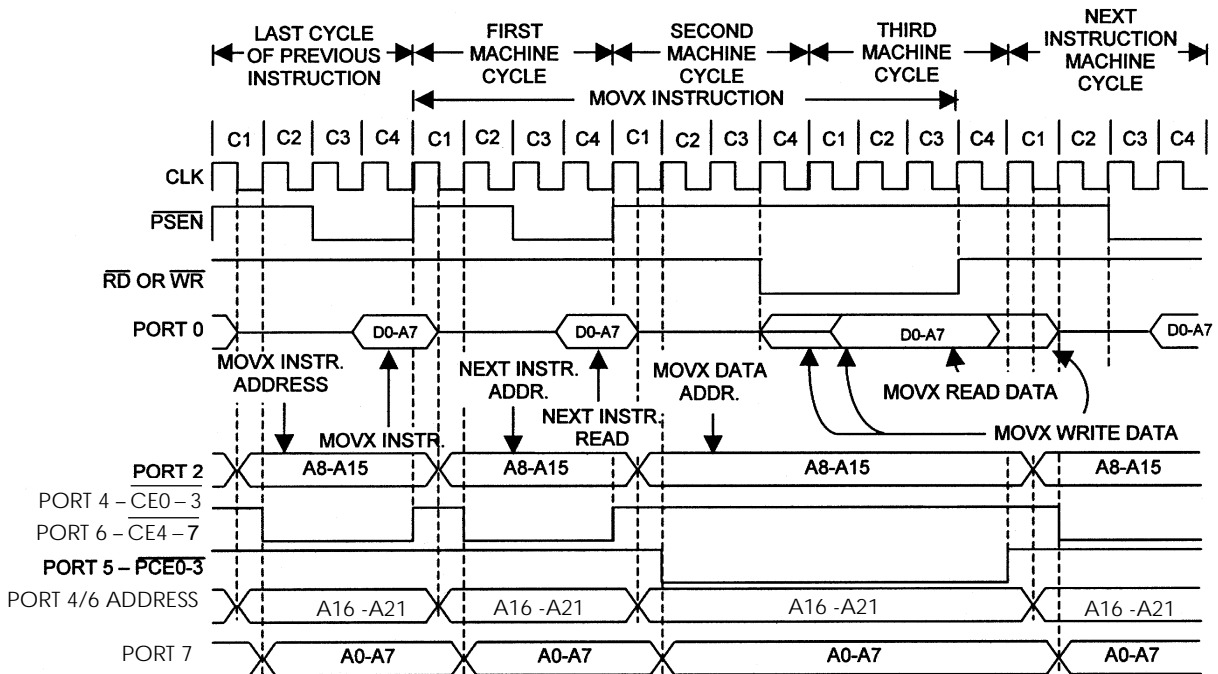 LAST CYCLE
OF PREVIOUS
INSTRUCTION
FIRST
MACHINE
CYCLE
SECOND
MACHINE
CYCLE
THIRD
MACHINE
CYCLE
NEXT
INSTRUCTION
MACHINE
CYCLE
MOVX INSTRUCTION
C1 C2 C3 C4 C1 C2 C3 C4 C1 C2 C3 C4 C1 C2 C3 C4 C1 C2 C3 C4
CLK
PSEN
RD OR WR
PORT 0 D0-A7 D0-A7 D0-A7 D0-A7
MOVX INSTR.
ADDRESS
MOVX INSTR.
NEXT INSTR.
ADDR.
NEXT INSTR.
READ
MOVX DATA
ADDR.
MOVX READ DATA
MOVX WRITE DATA
PORT 2 A8-A15 A8-A15 A8-A15 A8-A15
PORT 4 – CE0 – 3
PORT 6 – CE4 – 7
PORT 5 – PCE0-3
PORT 4/6 ADDRESS A16 -A21 A16 -A21 A16 -A21 A16 -A21
PORT 7 A0-A7 A0-A7 A0-A7 A0-A7